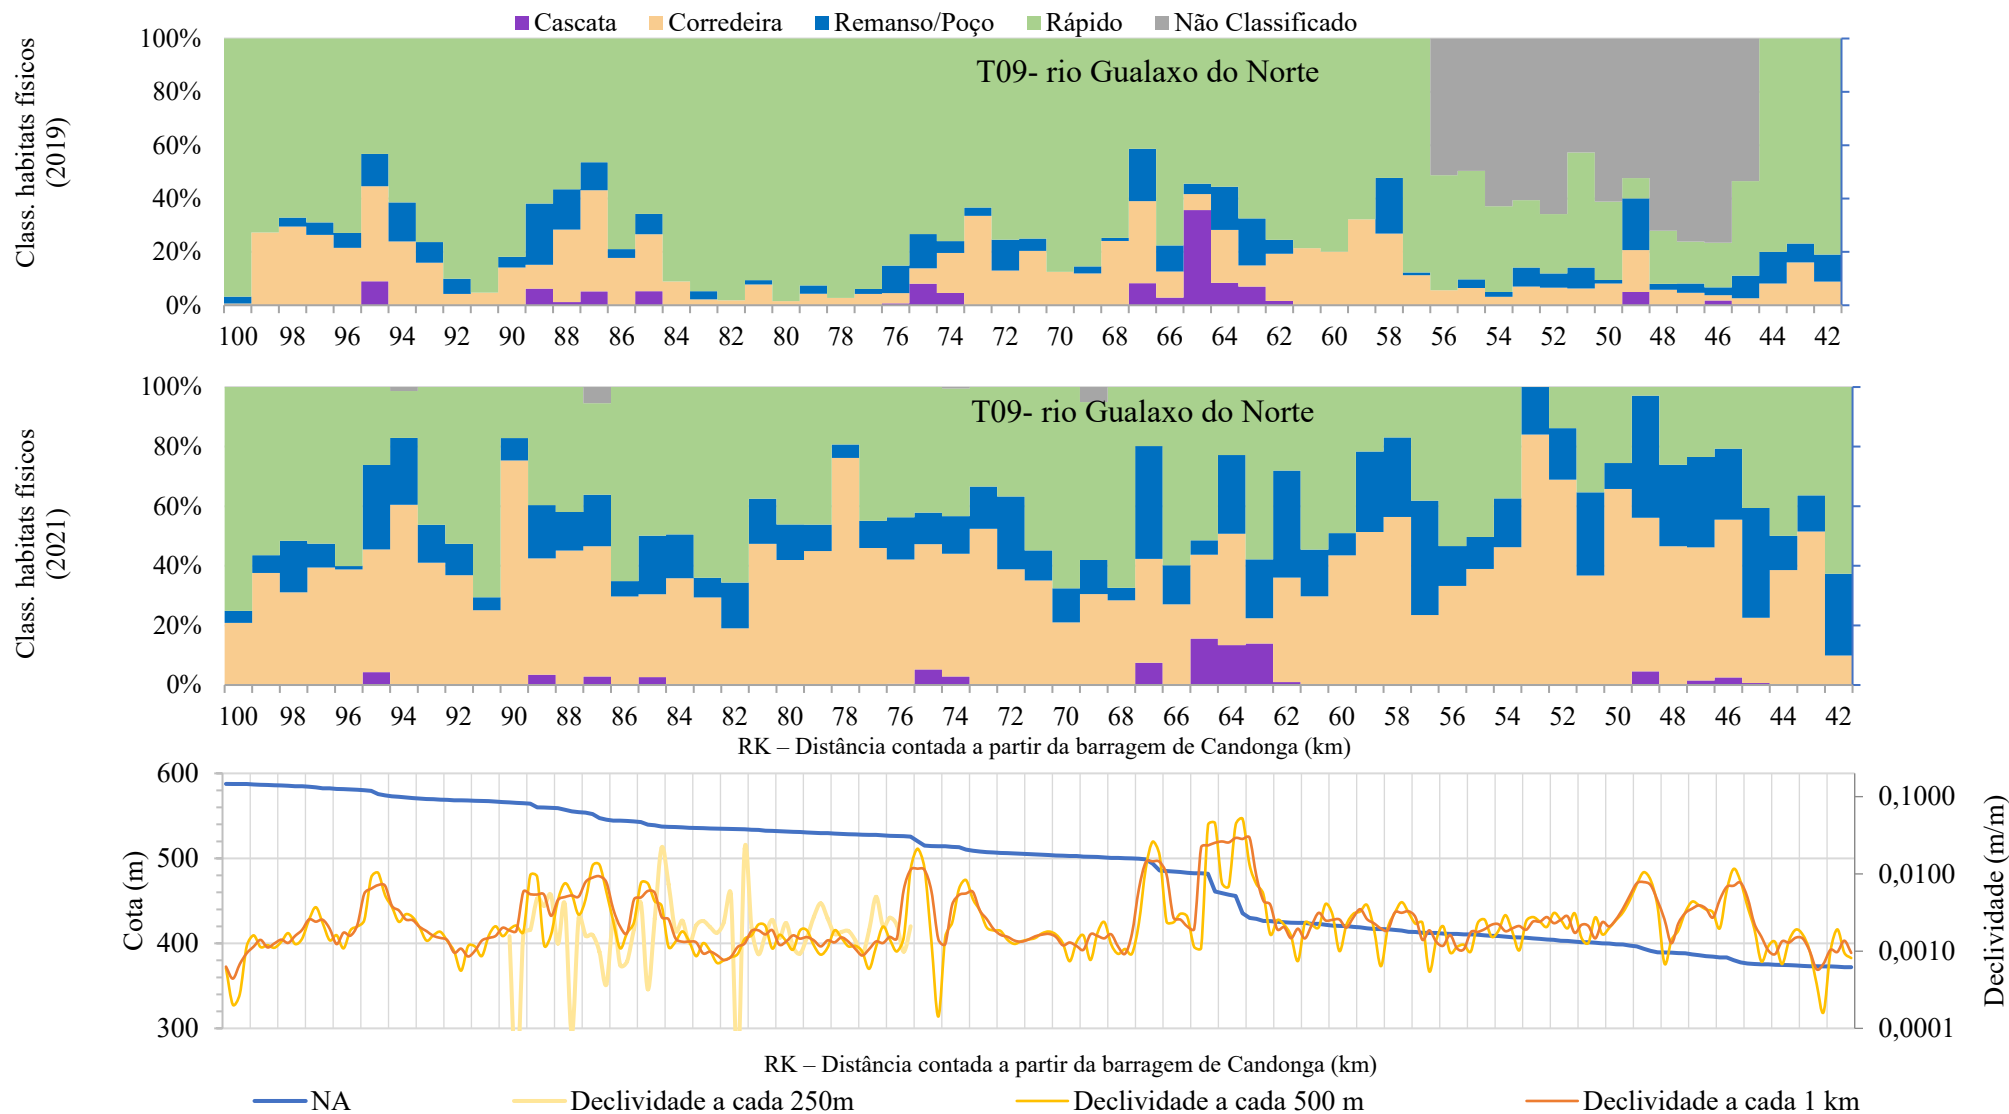 Cascata Corredeira Remanso/Poço Rápido Não Classificado
Class. habitats físicos
(2019)
100%
80%
60%
40%
20%
0%
T09- rio Gualaxo do Norte
100 98 96 94 92 90 88 86 84 82 80 78 76 74 72 70 68 66 64 62 60 58 56 54 52 50 48 46 44 42
Class. habitats físicos
(2021)
100%
80%
60%
40%
20%
0%
T09- rio Gualaxo do Norte
100 98 96 94 92 90 88 86 84 82 80 78 76 74 72 70 68 66 64 62 60 58 56 54 52 50 48 46 44 42
RK – Distância contada a partir da barragem de Candonga (km)
Cota (m)
600
500
400
300
0,1000
0,0100
0,0010
0,0001
Declividade (m/m)
RK – Distância contada a partir da barragem de Candonga (km)
NA Declividade a cada 250m Declividade a cada 500 m Declividade a cada 1 km